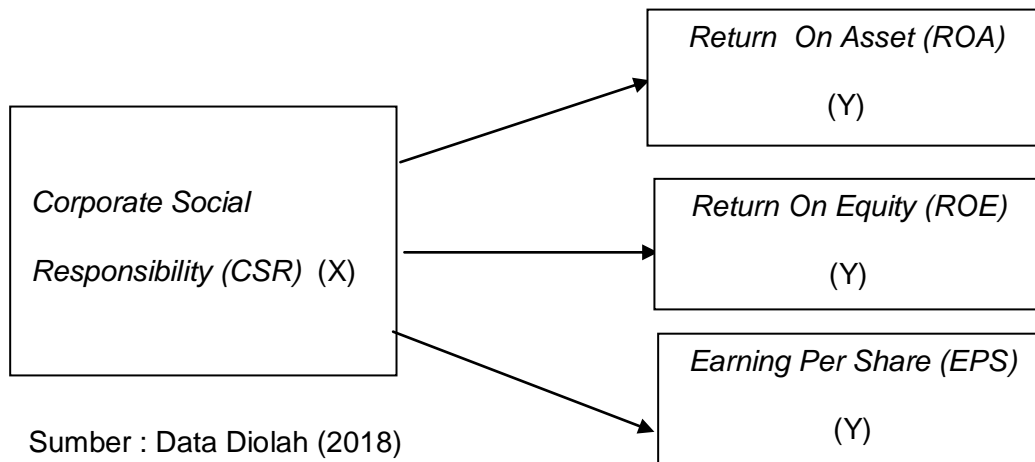 Return On Asset (ROA)
(Y)
Corporate Social
Responsibility (CSR) (X)
Return On Equity (ROE)
(Y)
Earning Per Share (EPS)
(Y)
Sumber : Data Diolah (2018)